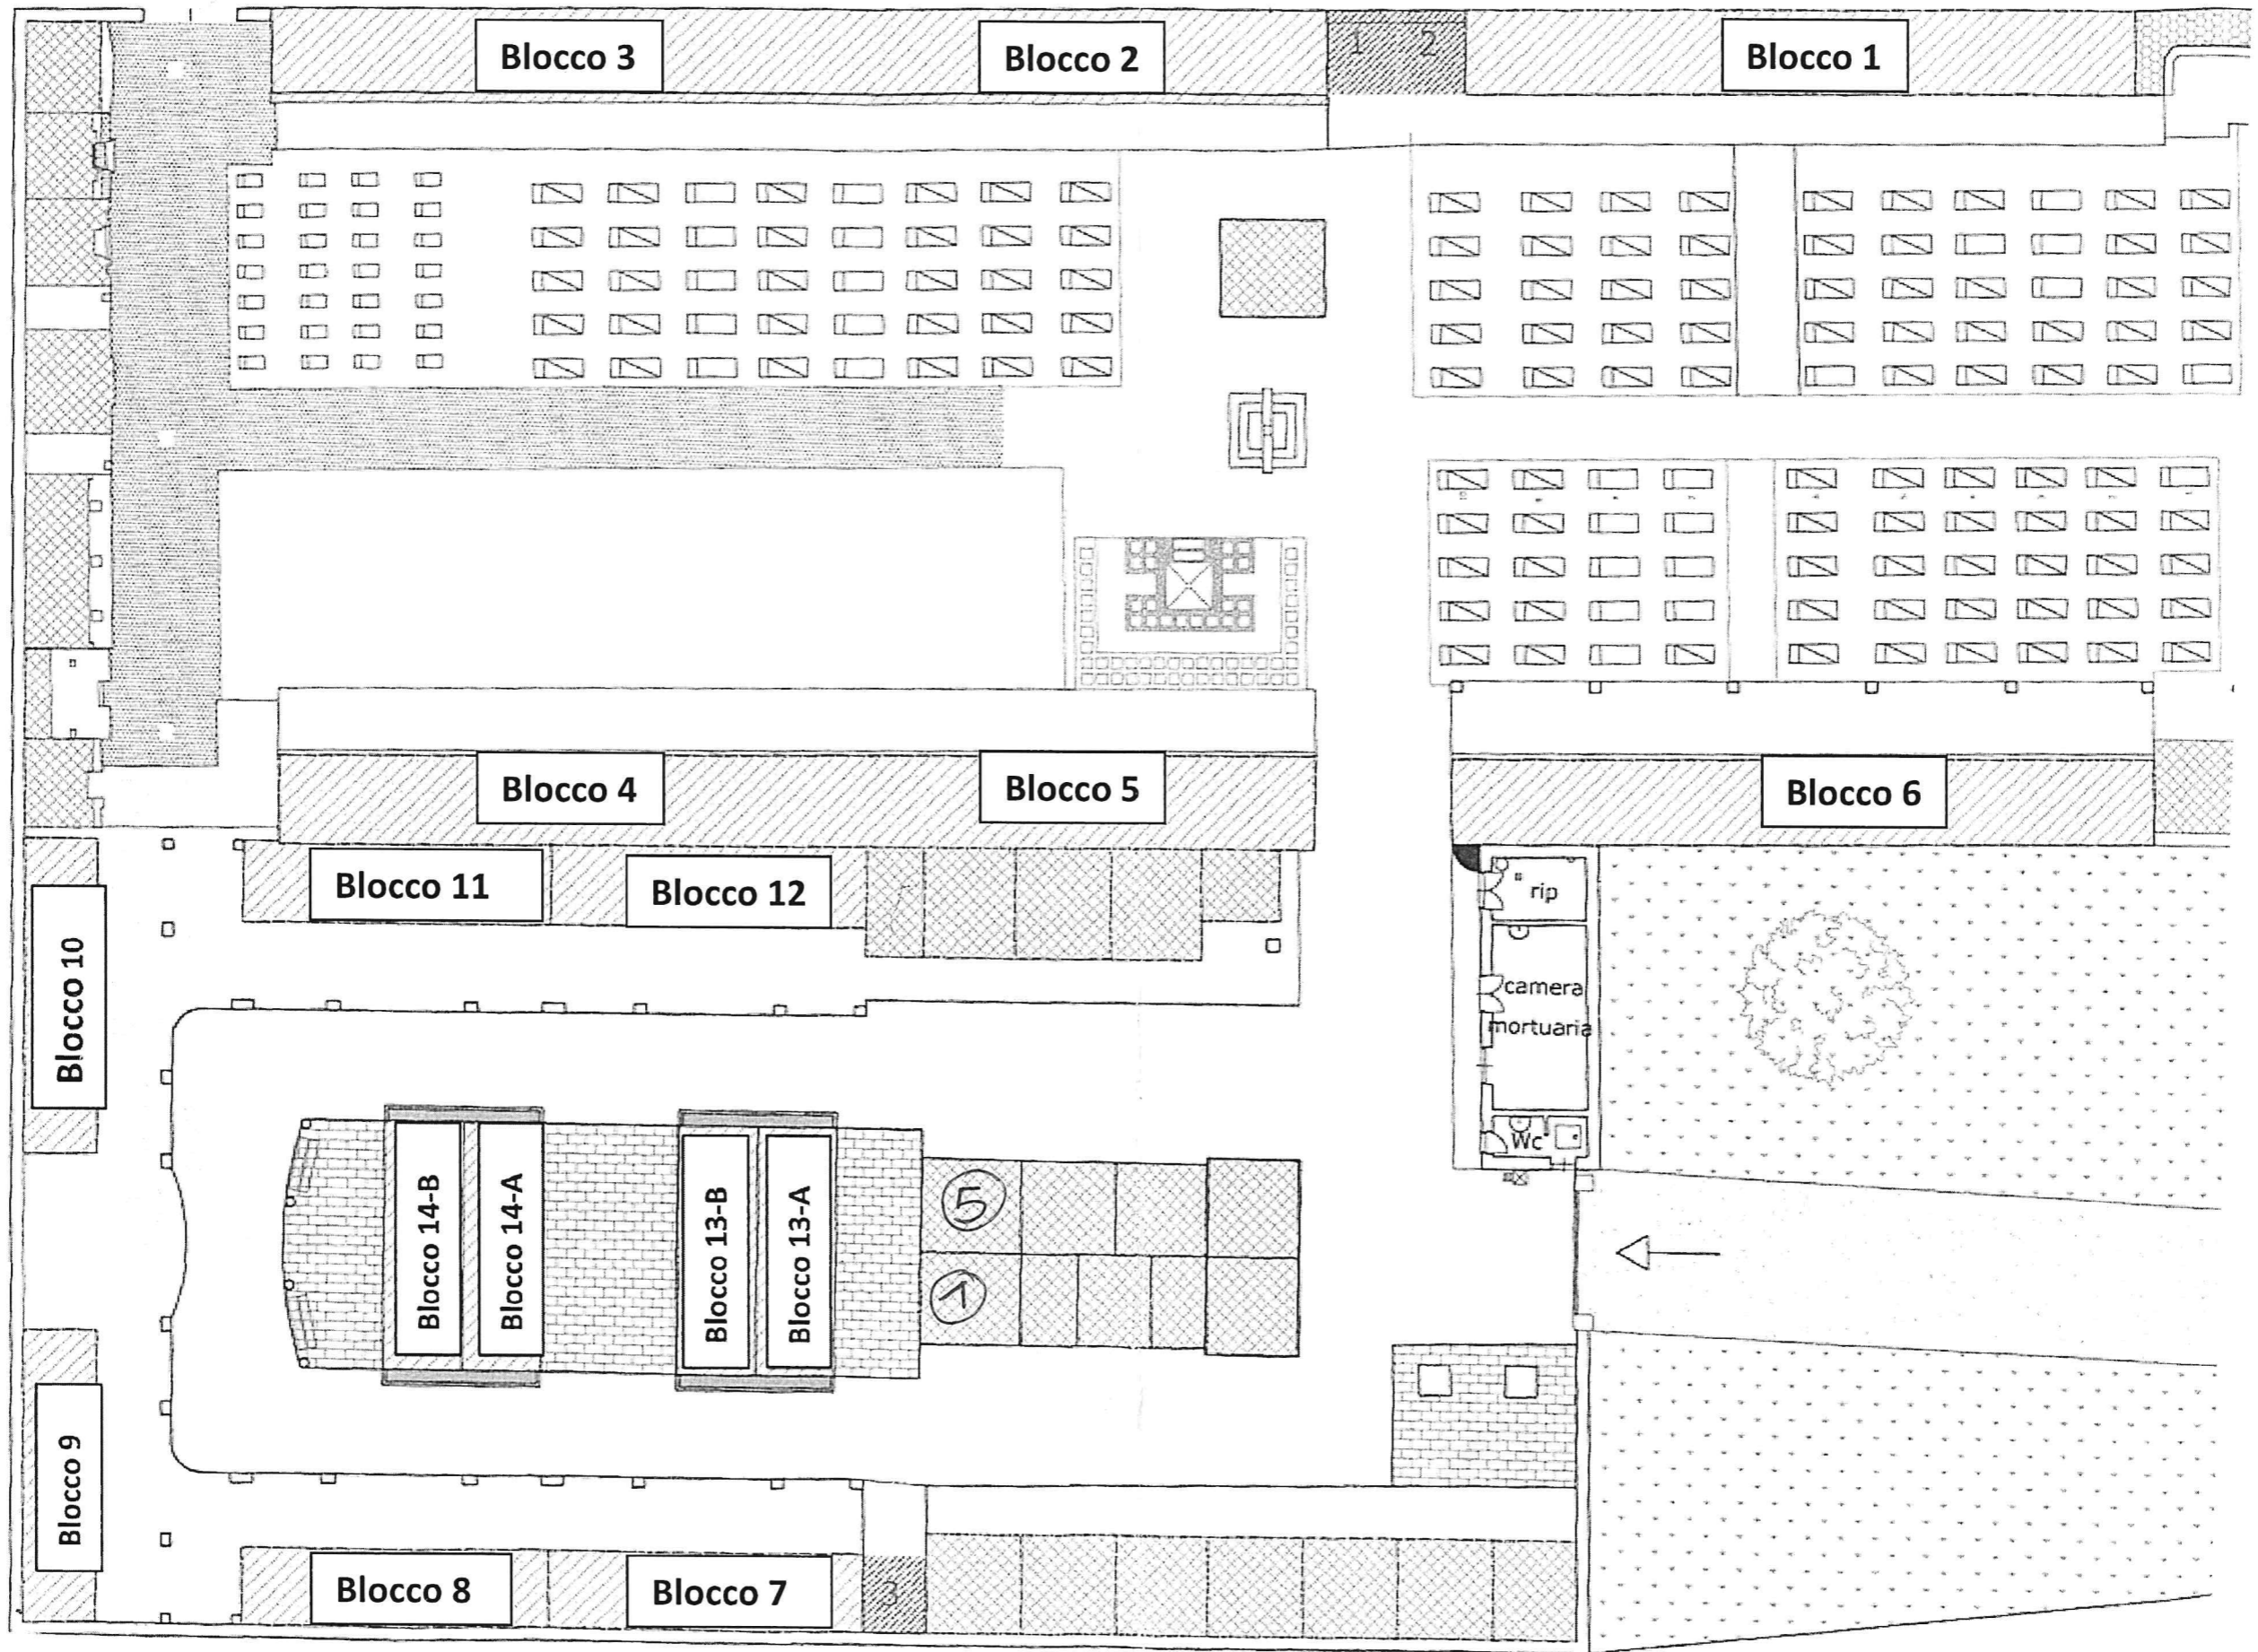 Blocco 3
Blocco 2
1 2
Blocco 1
Blocco 4
Blocco 5
Blocco 6
Blocco 11
Blocco 12
rip
Blocco 10
camera
mortuaria
Wc
Blocco 14-B
Blocco 14-A
Blocco 13-B
Blocco 13-A
5
1
Blocco 9
Blocco 8
Blocco 7
3